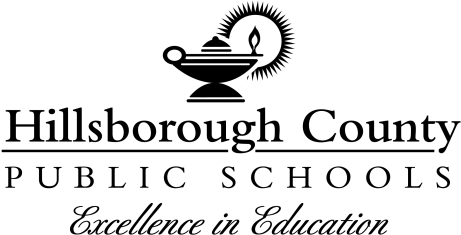 Hillsborough County
PUBLIC SCHOOLS
Excellence in Education